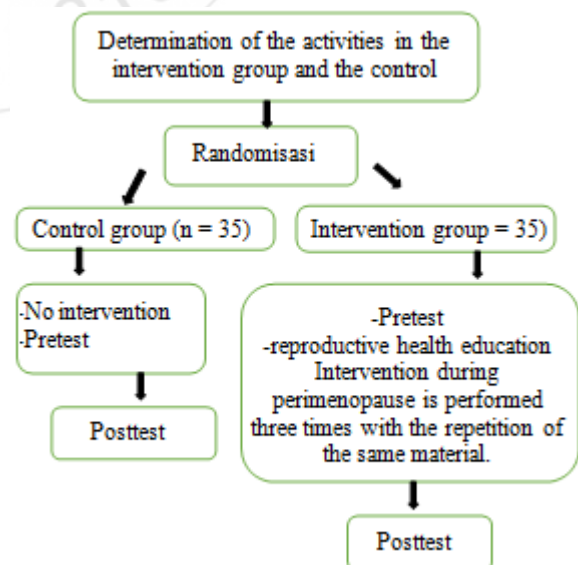 Determination of the activities in the
intervention group and the control
Randomisasi
Control group (n = 35)
Intervention group = 35)
-No intervention
-Pretest
Posttest
-Pretest
-reproductive health education
Intervention during
perimenopause is performed
three times with the repetition of
the same material.
Posttest